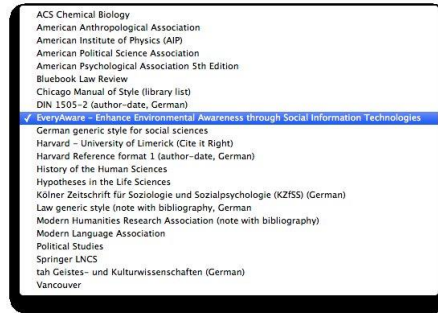 ACS Chemical Biology
American Anthropological Association
American Institute of Physics (AIP)
American Political Science Association
American Psychological Association 5th Edition
Bluebook Law Review
Chicago Manual of Style (library list)
DIN 1505-2 (author-date, German)
✓ EveryAware - Enhance Environmental Awareness through Social Information Technologies
German generic style for social sciences
Harvard - University of Limerick (Cite it Right)
Harvard Reference format 1 (author-date, German)
History of the Human Sciences
Hypotheses in the Life Sciences
Kölner Zeitschrift für Soziologie und Sozialpsychologie (KZfSS) (German)
Law generic style (note with bibliography, German
Modern Humanities Research Association (note with bibliography)
Modern Language Association
Political Studies
Springer LNCS
tah Geistes- und Kulturwissenschaften (German)
Vancouver